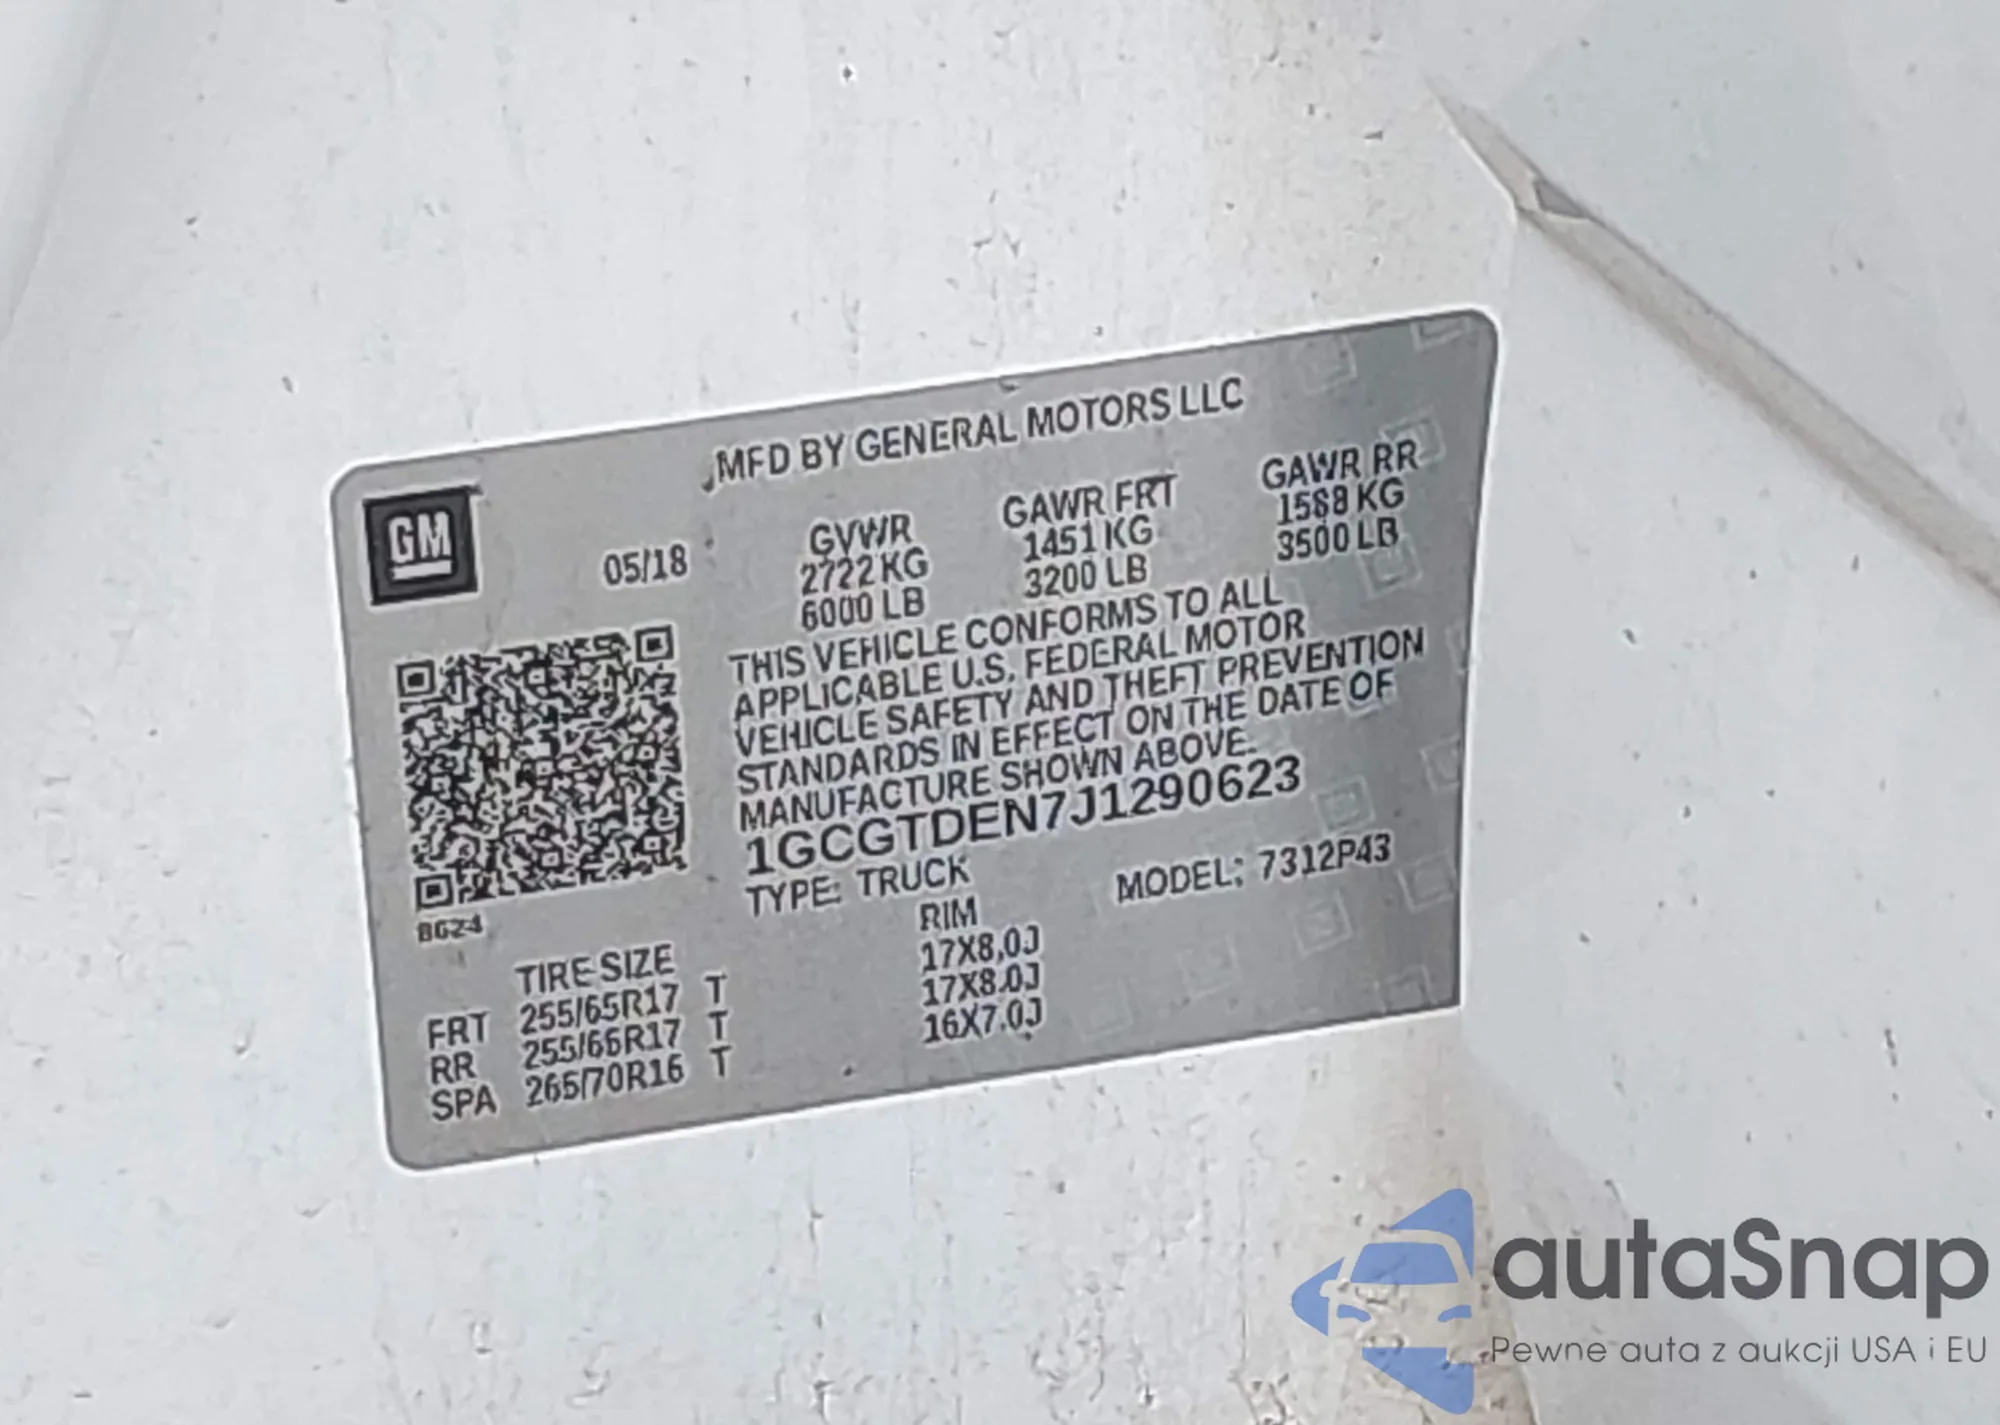 MFD BY GENERAL MOTORS LLC
GM
05/18
GVWR GAWR FRT GAWR RR
2722 KG 1451 KG 1588 KG
6000 LB 3200 LB 3500 LB
THIS VEHICLE CONFORMS TO ALL
APPLICABLE U.S. FEDERAL MOTOR
VEHICLE SAFETY AND THEFT PREVENTION
STANDARDS IN EFFECT ON THE DATE OF
MANUFACTURE SHOWN ABOVE.
1GCGTDEN7J1290623
TYPE: TRUCK MODEL: 7312P43
BG24
TIRE SIZE RIM
FRT 255/65R17 T 17X8.0J
RR 255/65R17 T 17X8.0J
SPA 265/70R16 T 16X7.0J
autaSnap
Pewne auta z aukcji USA i EU